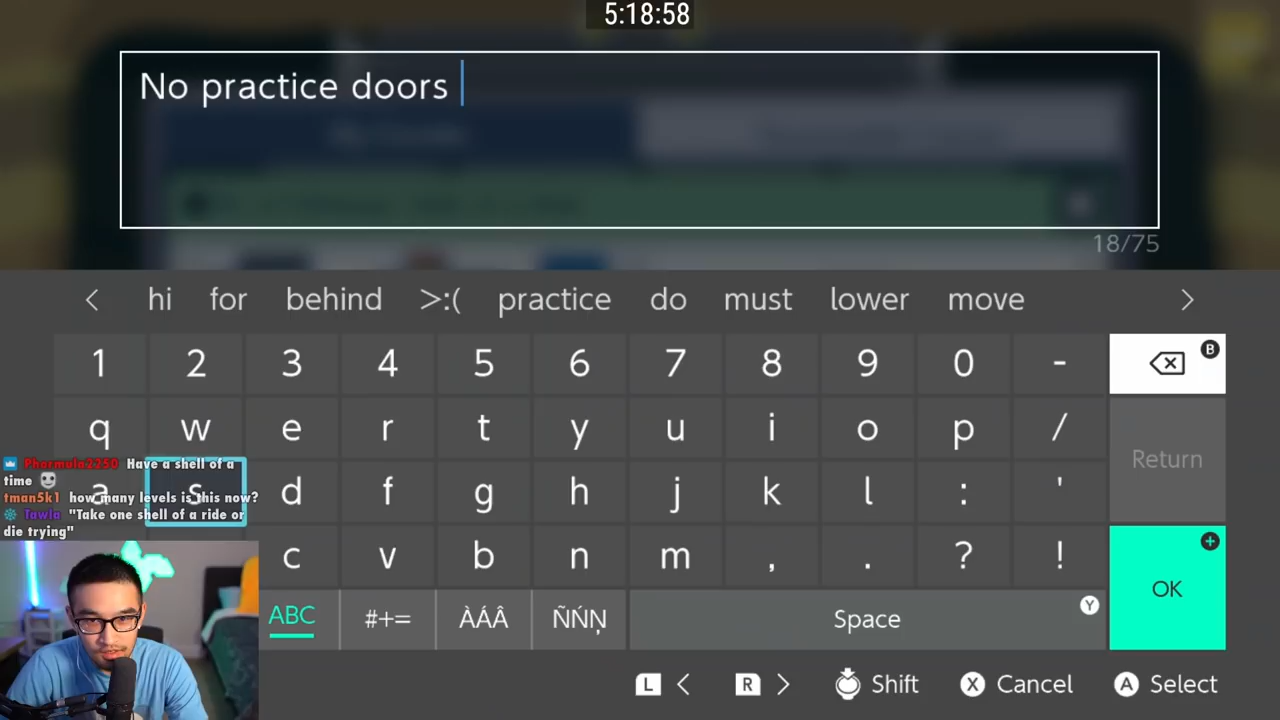 5:18:58
No practice doors
18/75
hi for behind >:( practice do must lower move
1 2 3 4 5 6 7 8 9 0 -
B
q w e r t y u i o p /
Return
a s d f g h j k l : '
c v b n m , . ? !
+
OK
ABC #+= ÀÁÂ ÑŃŅ Space
Y
L R Shift X Cancel A Select
Pharmula2250 Have a shell of a
time
tman5k1 how many levels is this now?
Tawla "Take one shell of a ride or
die trying"